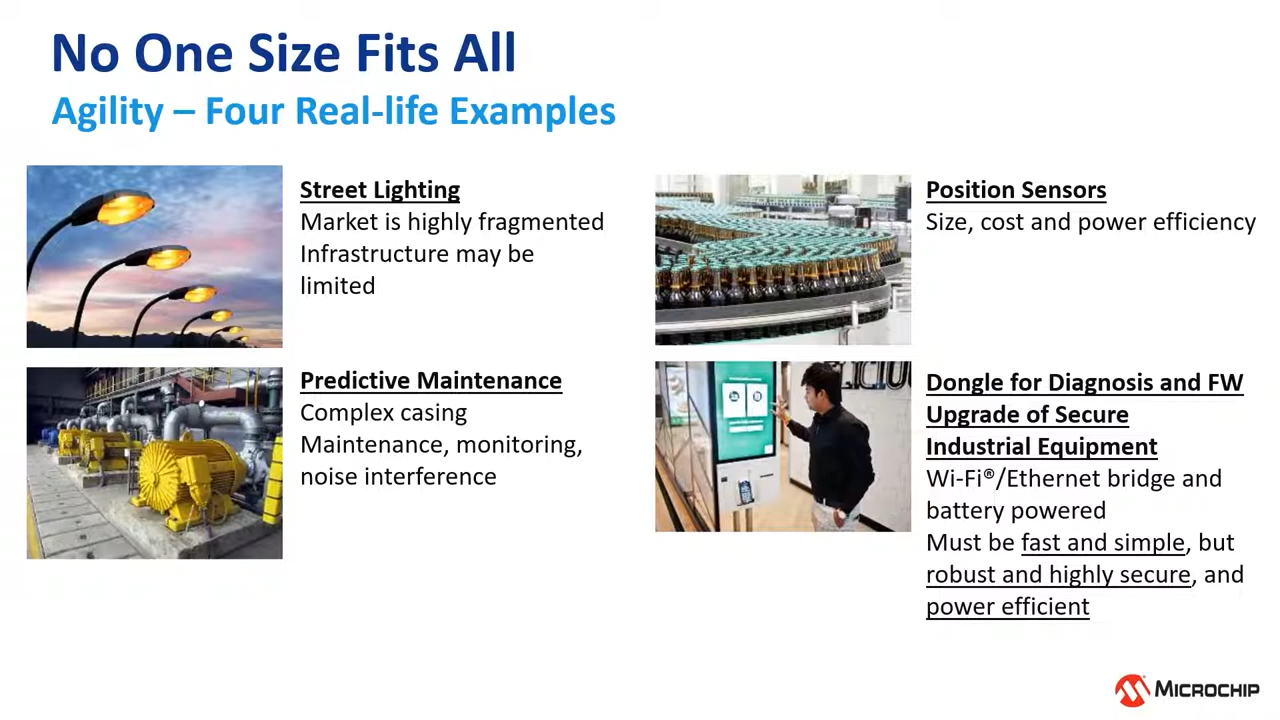 No One Size Fits All
Agility – Four Real-life Examples
Street Lighting
Market is highly fragmented
Infrastructure may be
limited
Predictive Maintenance
Complex casing
Maintenance, monitoring,
noise interference
Position Sensors
Size, cost and power efficiency
Dongle for Diagnosis and FW
Upgrade of Secure
Industrial Equipment
Wi-Fi®/Ethernet bridge and
battery powered
Must be fast and simple, but
robust and highly secure, and
power efficient
MICROCHIP